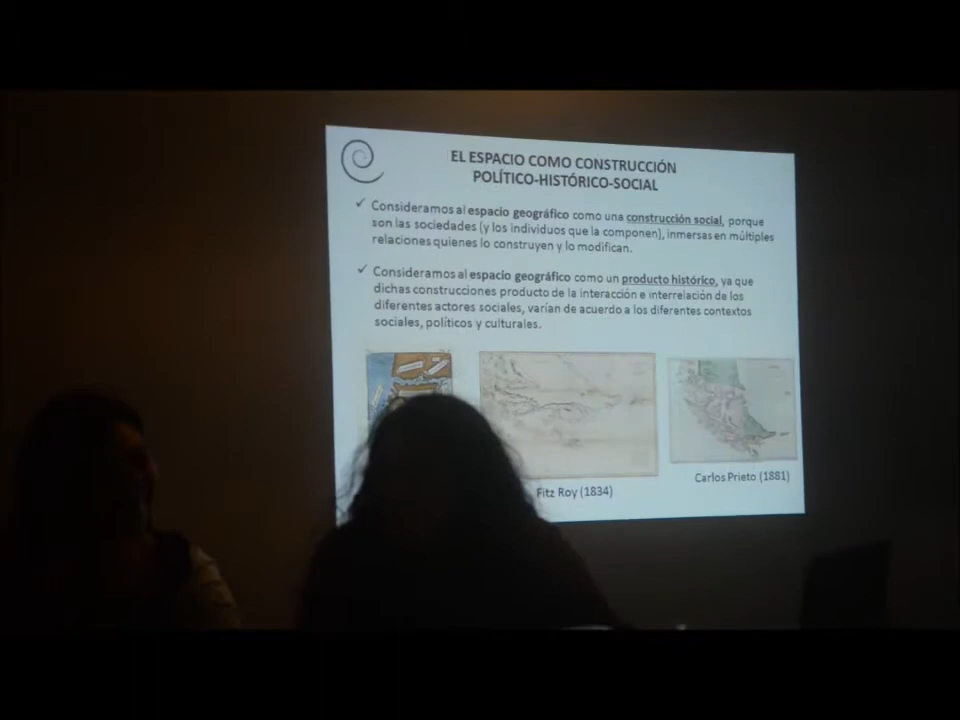 EL ESPACIO COMO CONSTRUCCIÓN
POLÍTICO-HISTÓRICO-SOCIAL
✓ Consideramos al espacio geográfico como una construcción social, porque
son las sociedades (y los individuos que la componen), inmersas en múltiples
relaciones quienes lo construyen y lo modifican.
✓ Consideramos al espacio geográfico como un producto histórico, ya que
dichas construcciones producto de la interacción e interrelación de los
diferentes actores sociales, varían de acuerdo a los diferentes contextos
sociales, políticos y culturales.
Fitz Roy (1834)
Carlos Prieto (1881)